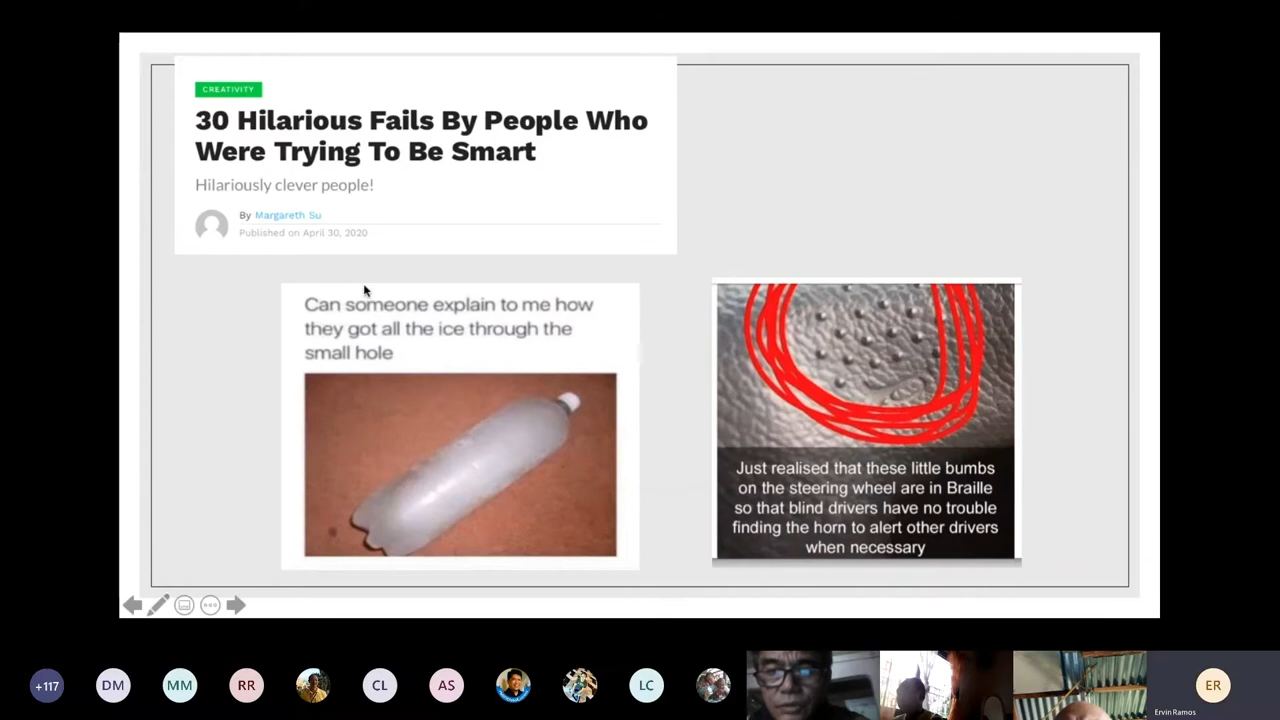 CREATIVITY
30 Hilarious Fails By People Who
Were Trying To Be Smart
Hilariously clever people!
By Margareth Su
Published on April 30, 2020
Can someone explain to me how
they got all the ice through the
small hole
Just realised that these little bumbs
on the steering wheel are in Braille
so that blind drivers have no trouble
finding the horn to alert other drivers
when necessary
+117
DM
MM
RR
CL
AS
LC
ER
Ervin Ramos